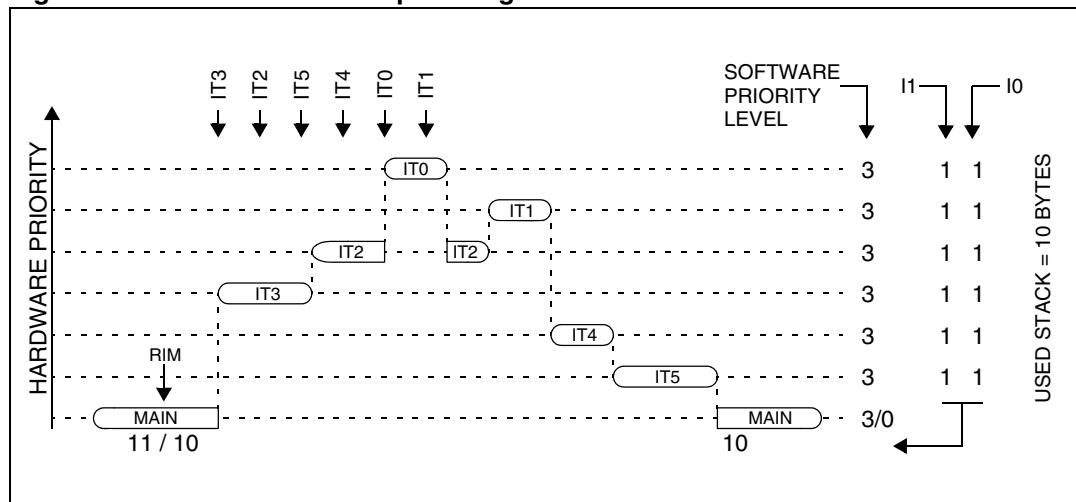 IT3
IT2
IT5
IT4
IT0
IT1
SOFTWARE
PRIORITY
LEVEL
I1
I0
HARDWARE PRIORITY
IT0
3
1 1
IT1
3
1 1
IT2
IT2
3
1 1
IT3
3
1 1
IT4
3
1 1
RIM
IT5
3
1 1
MAIN
MAIN
3/0
11 / 10
10
USED STACK = 10 BYTES